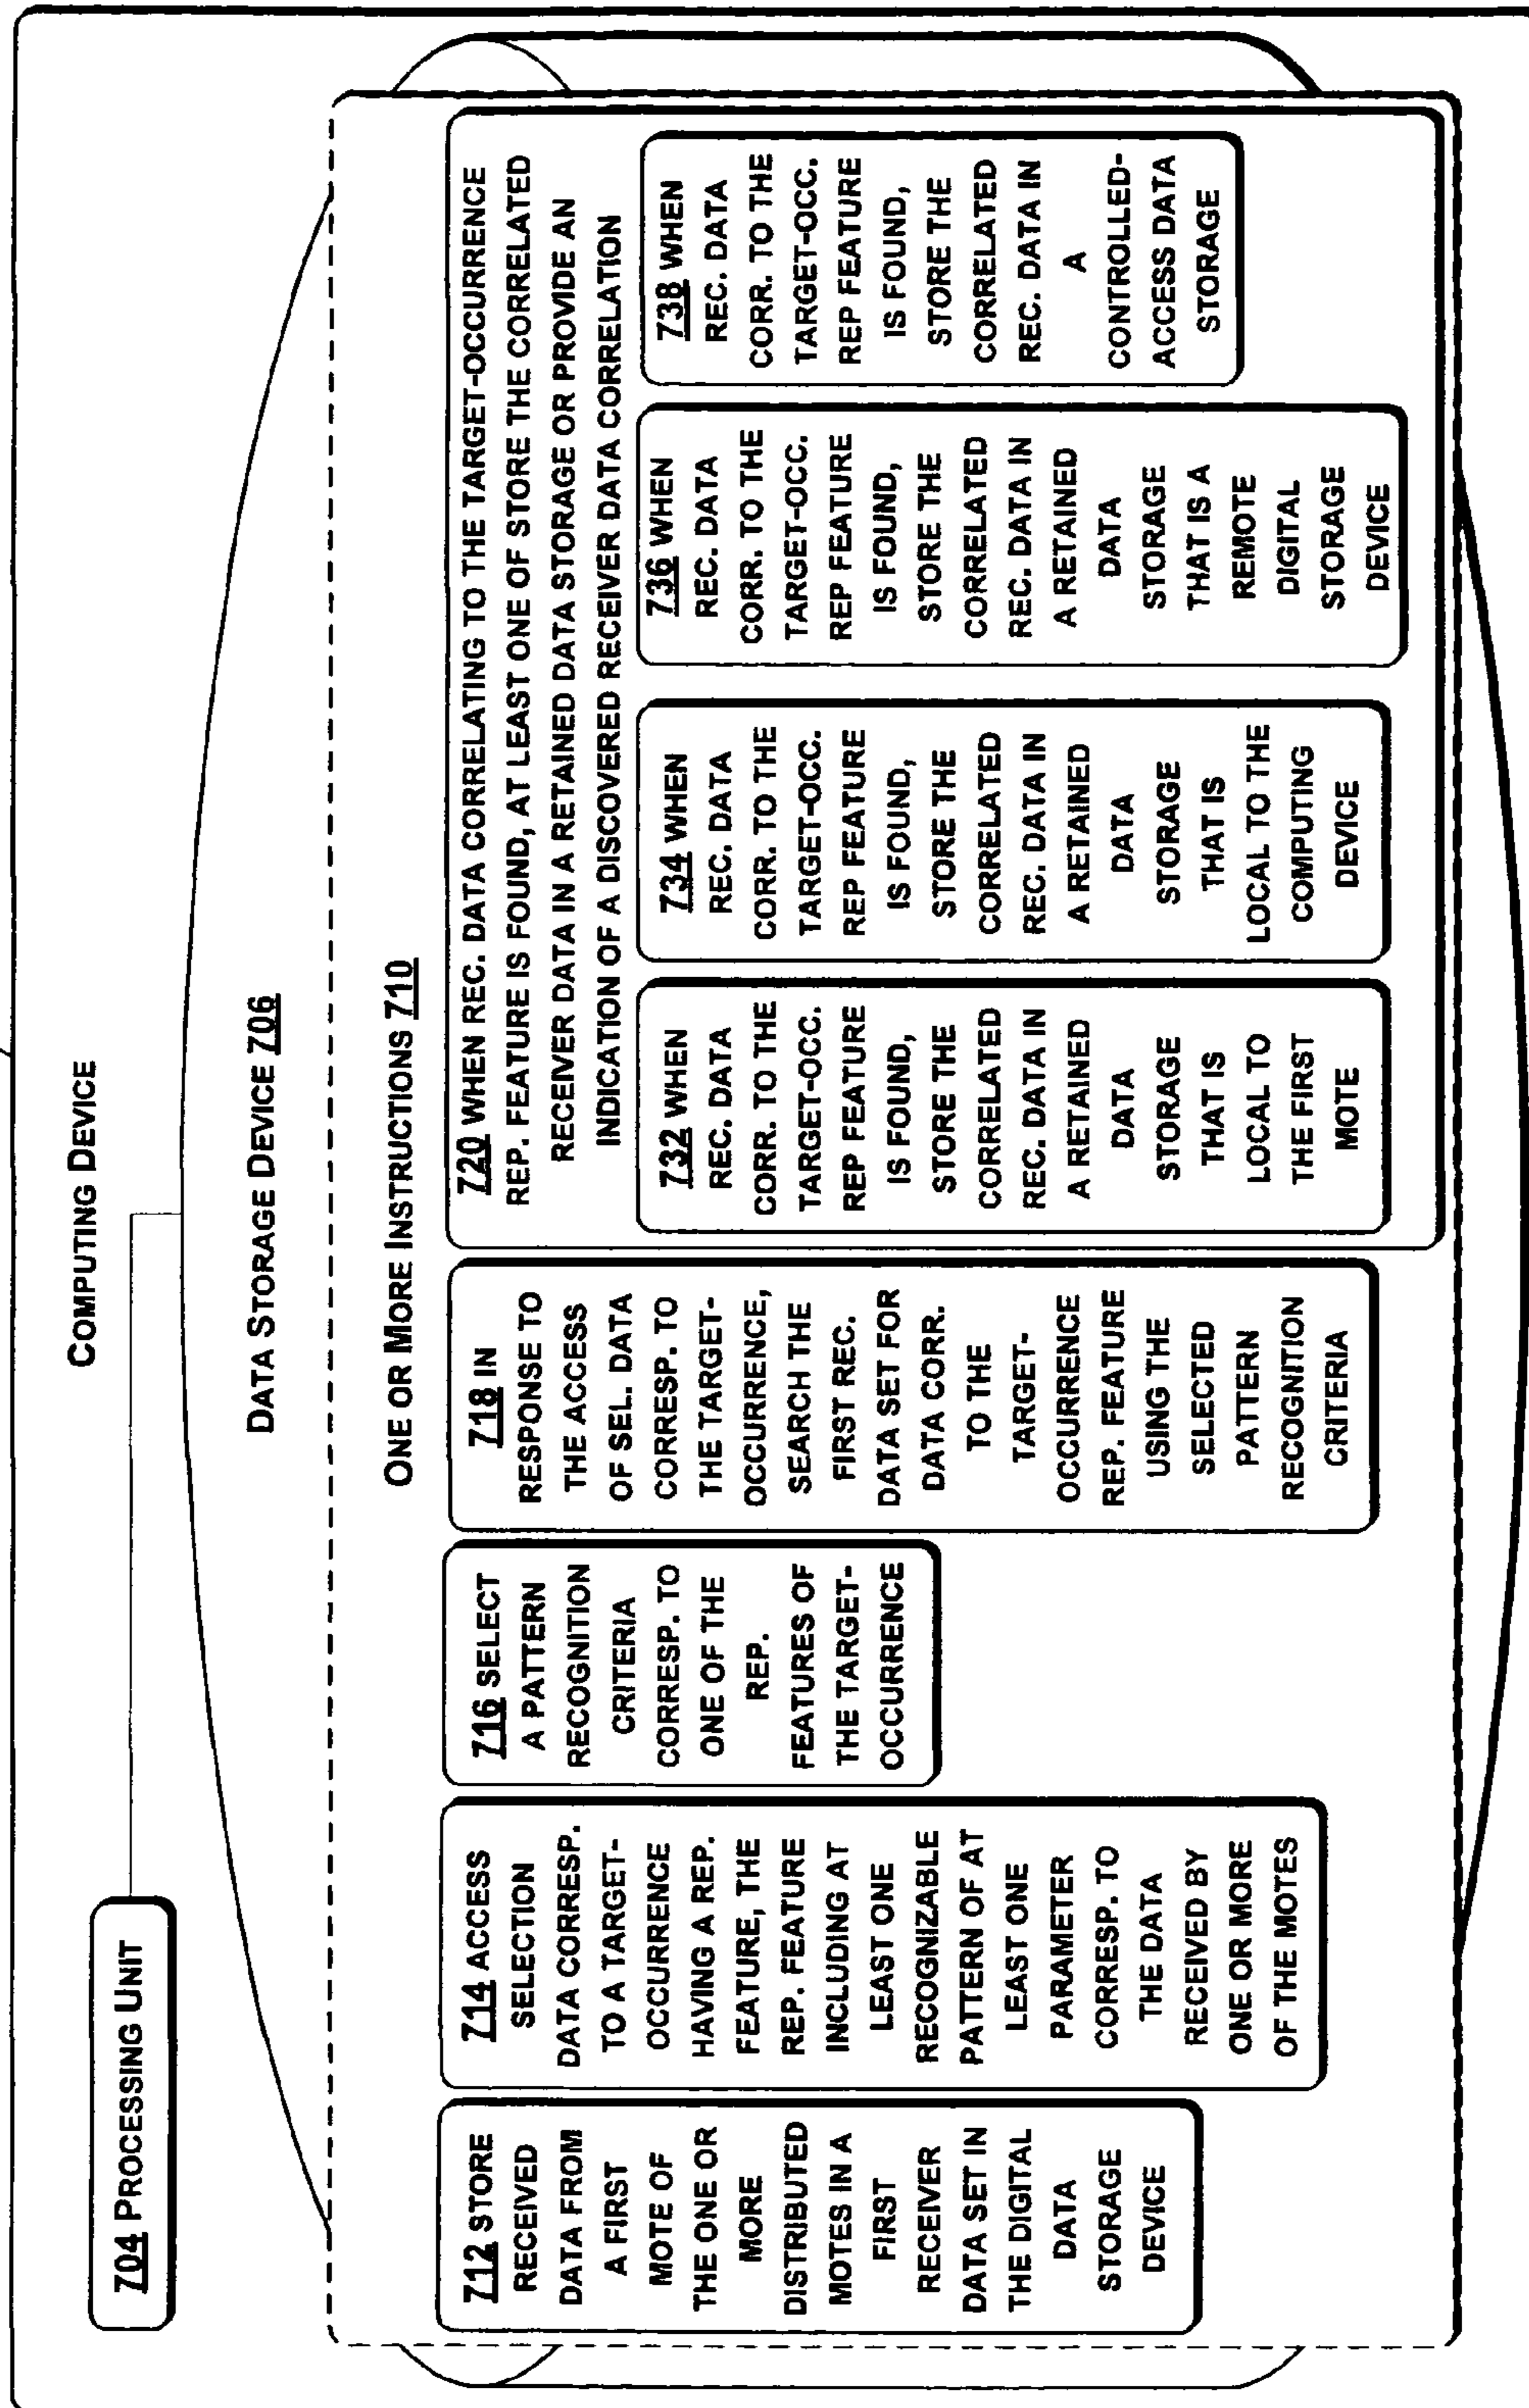 COMPUTING DEVICE
704 PROCESSING UNIT
DATA STORAGE DEVICE 706
ONE OR MORE INSTRUCTIONS 710
712 STORE
RECEIVED
DATA FROM
A FIRST
MOTE OF
THE ONE OR
MORE
DISTRIBUTED
MOTES IN A
FIRST
RECEIVER
DATA SET IN
THE DIGITAL
DATA
STORAGE
DEVICE
714 ACCESS
SELECTION
DATA CORRESP.
TO A TARGET-
OCCURRENCE
HAVING A REP.
FEATURE, THE
REP. FEATURE
INCLUDING AT
LEAST ONE
RECOGNIZABLE
PATTERN OF AT
LEAST ONE
PARAMETER
CORRESP. TO
THE DATA
RECEIVED BY
ONE OR MORE
OF THE MOTES
716 SELECT
A PATTERN
RECOGNITION
CRITERIA
CORRESP. TO
ONE OF THE
REP.
FEATURES OF
THE TARGET-
OCCURRENCE
718 IN
RESPONSE TO
THE ACCESS
OF SEL. DATA
CORRESP. TO
THE TARGET-
OCCURRENCE,
SEARCH THE
FIRST REC.
DATA SET FOR
DATA CORR.
TO THE
TARGET-
OCCURRENCE
REP. FEATURE
USING THE
SELECTED
PATTERN
RECOGNITION
CRITERIA
720 WHEN REC. DATA CORRELATING TO THE TARGET-OCCURRENCE
REP. FEATURE IS FOUND, AT LEAST ONE OF STORE THE CORRELATED
RECEIVER DATA IN A RETAINED DATA STORAGE OR PROVIDE AN
INDICATION OF A DISCOVERED RECEIVER DATA CORRELATION
732 WHEN
REC. DATA
CORR. TO THE
TARGET-OCC.
REP FEATURE
IS FOUND,
STORE THE
CORRELATED
REC. DATA IN
A RETAINED
DATA
STORAGE
THAT IS
LOCAL TO
THE FIRST
MOTE
734 WHEN
REC. DATA
CORR. TO THE
TARGET-OCC.
REP FEATURE
IS FOUND,
STORE THE
CORRELATED
REC. DATA IN
A RETAINED
DATA
STORAGE
THAT IS
LOCAL TO THE
COMPUTING
DEVICE
736 WHEN
REC. DATA
CORR. TO THE
TARGET-OCC.
REP FEATURE
IS FOUND,
STORE THE
CORRELATED
REC. DATA IN
A RETAINED
DATA
STORAGE
THAT IS A
REMOTE
DIGITAL
STORAGE
DEVICE
738 WHEN
REC. DATA
CORR. TO THE
TARGET-OCC.
REP FEATURE
IS FOUND,
STORE THE
CORRELATED
REC. DATA IN
A
CONTROLLED-
ACCESS DATA
STORAGE